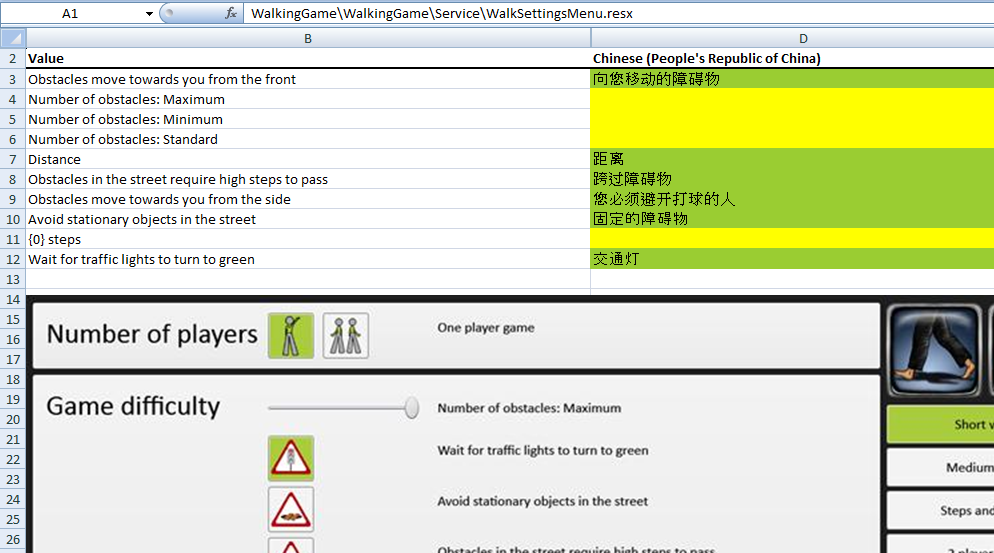 A1 fx WalkingGame\WalkingGame\Service\WalkSettingsMenu.resx
B D
2 Value Chinese (People's Republic of China)
3 Obstacles move towards you from the front 向您移动的障碍物
4 Number of obstacles: Maximum
5 Number of obstacles: Minimum
6 Number of obstacles: Standard
7 Distance 距离
8 Obstacles in the street require high steps to pass 跨过障碍物
9 Obstacles move towards you from the side 您必须避开打球的人
10 Avoid stationary objects in the street 固定的障碍物
11 {0} steps
12 Wait for traffic lights to turn to green 交通灯
13
14
15
16 Number of players One player game
17
18
19 Game difficulty Number of obstacles: Maximum
20 Short
21 Wait for traffic lights to turn to green
22 Medium
23
24 Avoid stationary objects in the street Steps and
25
26 Obstacles in the street require high steps to pass